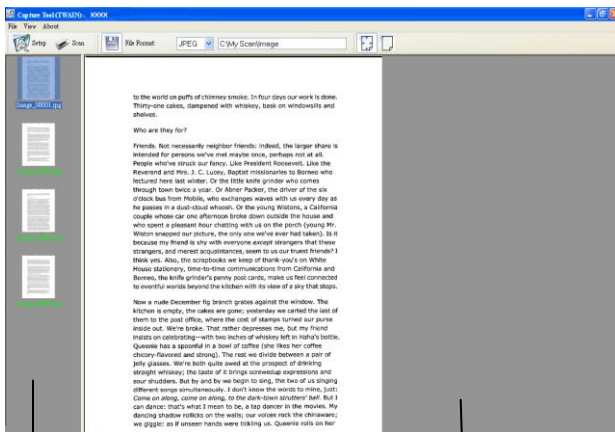 Capture Tool (TWAIN) - XXXX
File View About
Setup Scan File Format JPEG C:\My Scan\Image
Image_00001.jpg
to the world on puffs of chimney smoke. In four days our work is done.
Thirty-one cakes, dampened with whiskey, bask on windowsills and
shelves.
Who are they for?
Friends. Not necessarily neighbor friends: indeed, the larger share is
intended for persons we've met maybe once, perhaps not at all.
People who've struck our fancy. Like President Roosevelt. Like the
Reverend and Mrs. J. C. Lucey, Baptist missionaries to Borneo who
lectured here last winter. Or the little knife grinder who comes
through town twice a year. Or Abner Packer, the driver of the six
o'clock bus from Mobile, who exchanges waves with us every day as
he passes in a dust-cloud whoosh. Or the young Wistons, a California
couple whose car one afternoon broke down outside the house and
who spent a pleasant hour chatting with us on the porch (young Mr.
Wiston snapped our picture, the only one we've ever had taken). Is it
because my friend is shy with everyone except strangers that these
strangers, and merest acquaintances, seem to us our truest friends? I
think yes. Also, the scrapbooks we keep of thank-you's on White
House stationery, time-to-time communications from California and
Borneo, the knife grinder's penny post cards, make us feel connected
to eventful worlds beyond the kitchen with its view of a sky that stops.
Now a nude December fig branch grates against the window. The
kitchen is empty, the cakes are gone; yesterday we carted the last of
them to the post office, where the cost of stamps turned our purse
inside out. We're broke. That rather depresses me, but my friend
insists on celebrating—with two inches of whiskey left in Haha's bottle.
Queenie has a spoonful in a bowl of coffee (she likes her coffee
chicory-flavored and strong). The rest we divide between a pair of
jelly glasses. We're both quite awed at the prospect of drinking
straight whiskey; the taste of it brings screwedup expressions and
sour shudders. But by and by we begin to sing, the two of us singing
different songs simultaneously. I don't know the words to mine, just:
Come on along, come on along, to the dark-town strutters' ball. But I
can dance: that's what I mean to be, a tap dancer in the movies. My
dancing shadow rollicks on the walls; our voices rock the chinaware;
we giggle: as if unseen hands were tickling us. Queenie rolls on her